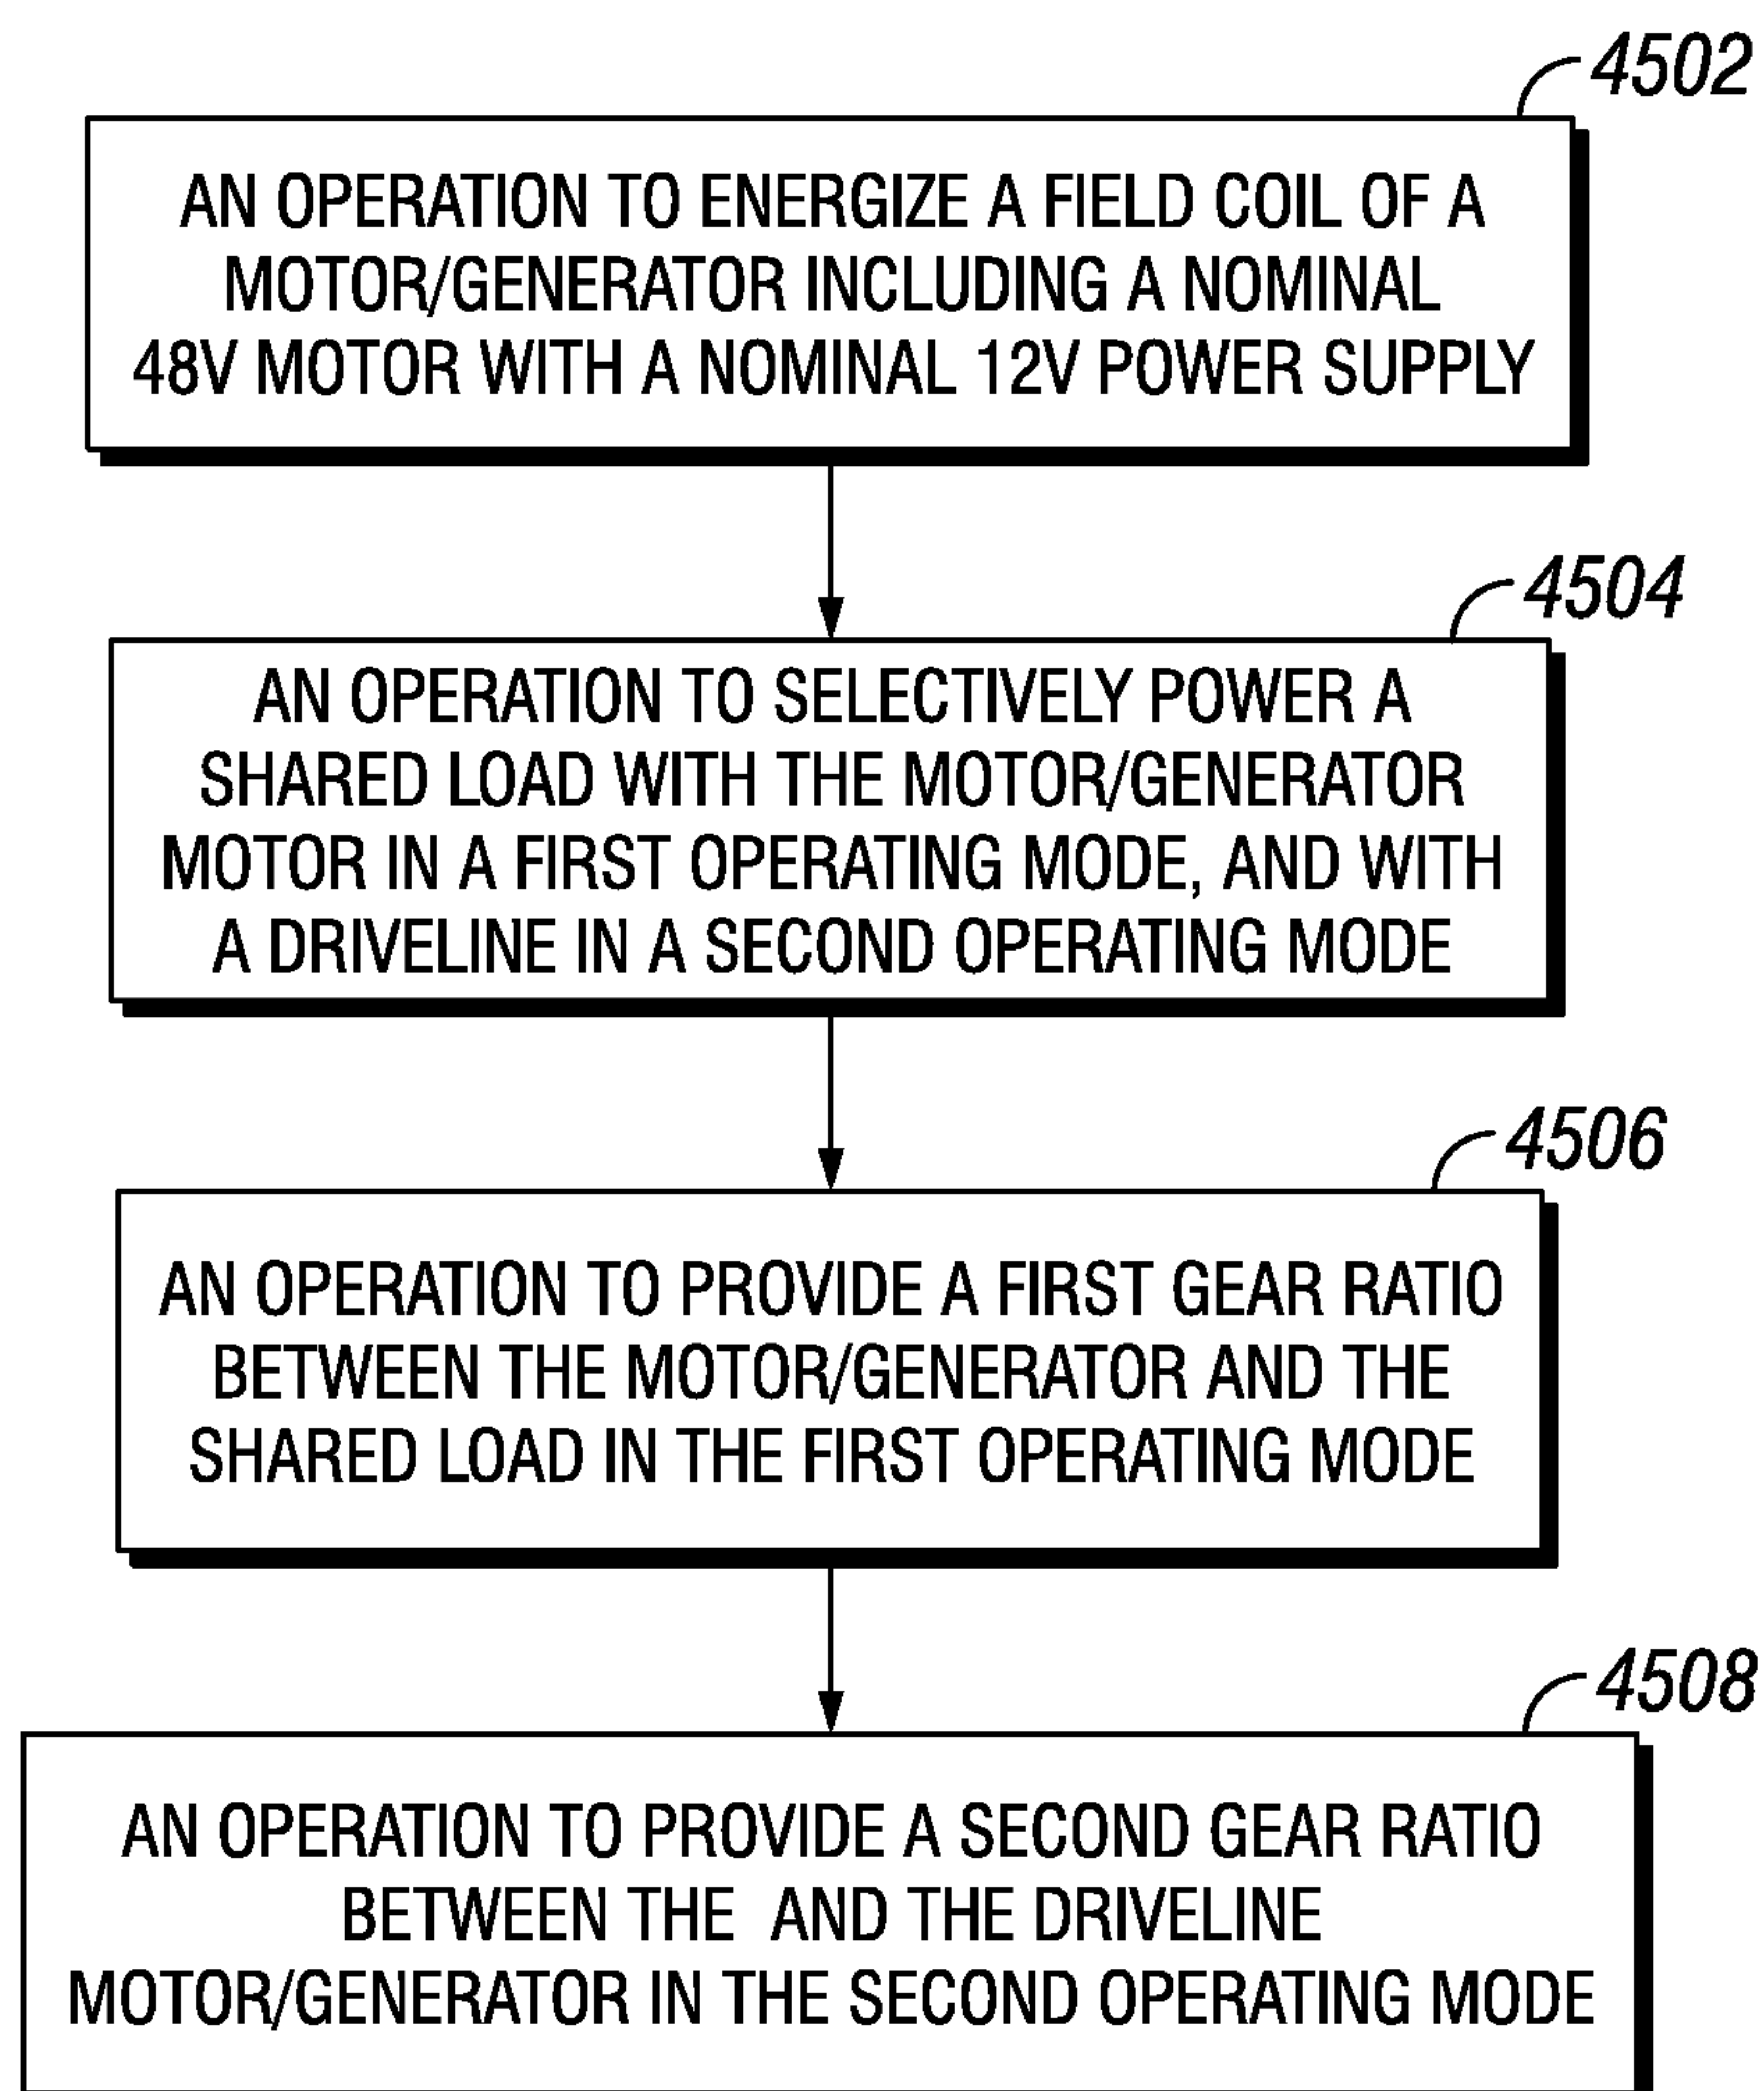 4502
AN OPERATION TO ENERGIZE A FIELD COIL OF A
MOTOR/GENERATOR INCLUDING A NOMINAL
48V MOTOR WITH A NOMINAL 12V POWER SUPPLY
4504
AN OPERATION TO SELECTIVELY POWER A
SHARED LOAD WITH THE MOTOR/GENERATOR
MOTOR IN A FIRST OPERATING MODE, AND WITH
A DRIVELINE IN A SECOND OPERATING MODE
4506
AN OPERATION TO PROVIDE A FIRST GEAR RATIO
BETWEEN THE MOTOR/GENERATOR AND THE
SHARED LOAD IN THE FIRST OPERATING MODE
4508
AN OPERATION TO PROVIDE A SECOND GEAR RATIO
BETWEEN THE AND THE DRIVELINE
MOTOR/GENERATOR IN THE SECOND OPERATING MODE